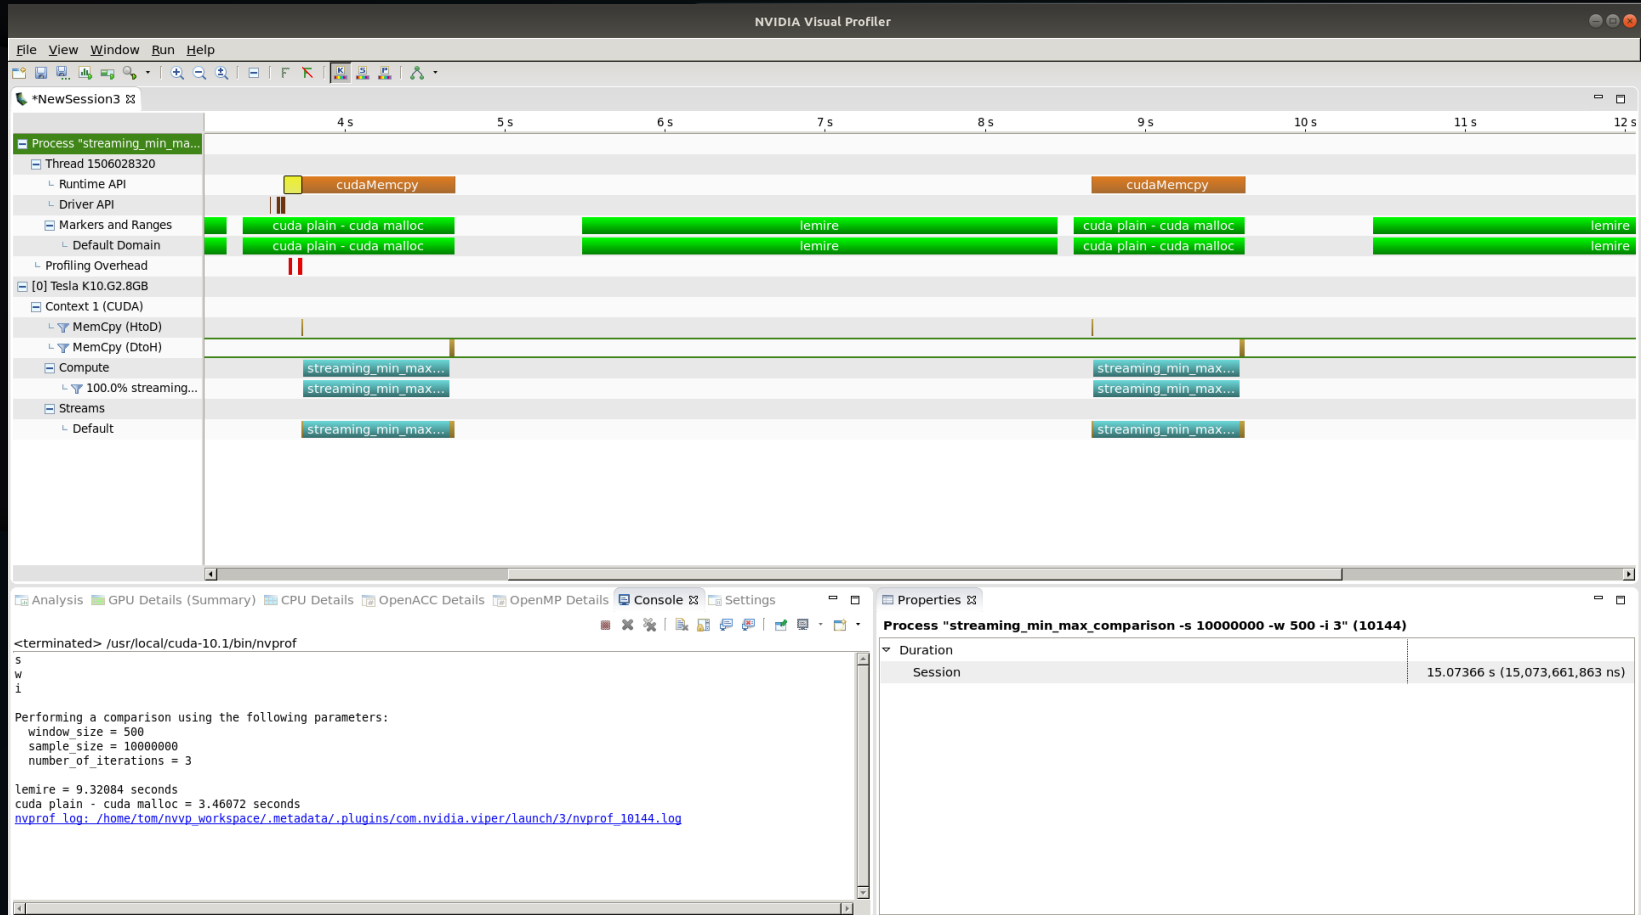 NVIDIA Visual Profiler
File View Window Run Help
*NewSession3
4 s 5 s 6 s 7 s 8 s 9 s 10 s 11 s 12 s
Process "streaming_min_ma...
Thread 1506028320
Runtime API cudaMemcpy cudaMemcpy
Driver API
Markers and Ranges cuda plain - cuda malloc lemire cuda plain - cuda malloc lemire
Default Domain cuda plain - cuda malloc lemire cuda plain - cuda malloc lemire
Profiling Overhead
[0] Tesla K10.G2.8GB
Context 1 (CUDA)
MemCpy (HtoD)
MemCpy (DtoH)
Compute streaming_min_max... streaming_min_max...
100.0% streaming... streaming_min_max... streaming_min_max...
Streams
Default streaming_min_max... streaming_min_max...
Analysis GPU Details (Summary) CPU Details OpenACC Details OpenMP Details Console Settings
<terminated> /usr/local/cuda-10.1/bin/nvprof
s
w
i
Performing a comparison using the following parameters:
window_size = 500
sample_size = 10000000
number_of_iterations = 3
lemire = 9.32084 seconds
cuda plain - cuda malloc = 3.46072 seconds
nvprof log: /home/tom/nvvp_workspace/.metadata/.plugins/com.nvidia.viper/launch/3/nvprof_10144.log
Properties
Process "streaming_min_max_comparison -s 10000000 -w 500 -i 3" (10144)
Duration
Session 15.07366 s (15,073,661,863 ns)